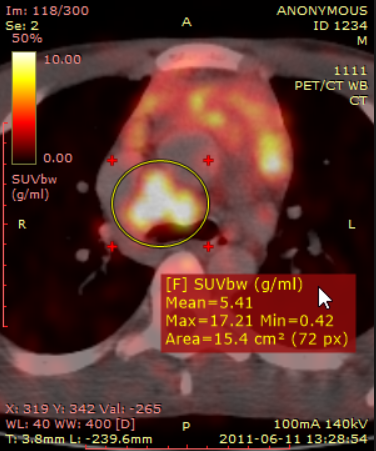 Im: 118/300
Se: 2
50%
10.00
0.00
SUVbw
(g/ml)
A
ANONYMOUS
ID 1234
M
1111
PET/CT WB
CT
R
L
[F] SUVbw (g/ml)
Mean=5.41
Max=17.21 Min=0.42
Area=15.4 cm² (72 px)
X: 319 Y: 342 Val: -265
WL: 40 WW: 400 [D]
T: 3.8mm L: -239.6mm
P
100mA 140kV
2011-06-11 13:28:54